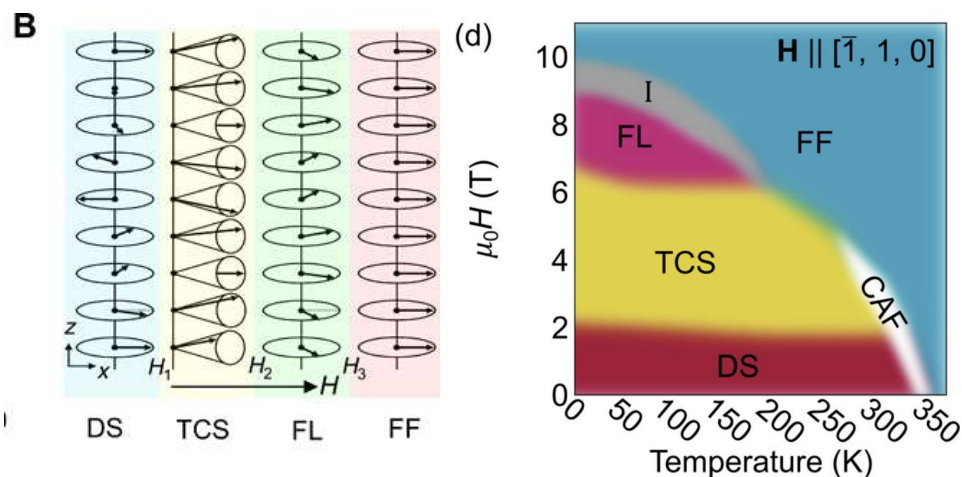 B
z
x
H₁
H₂
H₃
H
)
DS
TCS
FL
FF
(d)
H || [1̄, 1, 0]
μ₀H (T)
10
8
6
4
2
0
I
FL
FF
TCS
CAF
DS
0
50
100
150
200
250
300
350
Temperature (K)